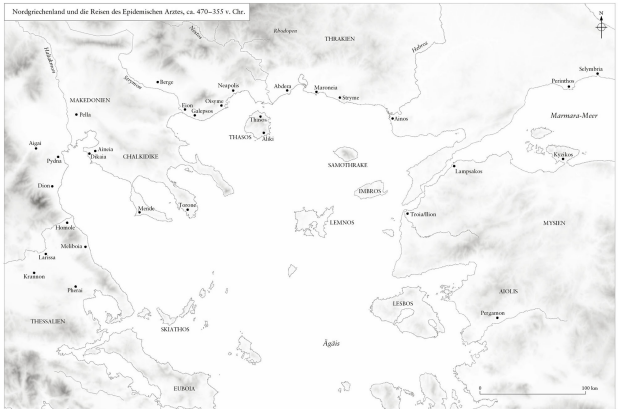 Nordgriechenland und die Reisen des Epidemischen Arztes, ca. 470–355 v. Chr.
N
Rhodopen
Nestos
THRAKIEN
Hebros
Haliakmon
Strymon
Selymbria
Perinthos
Berge
Neapolis
Abdera
Maroneia
Stryme
MAKEDONIEN
Oisyme
Eion
Galepsos
Pella
Thasos
Ainos
Marmara-Meer
THASOS
Aliki
Aigai
Aineia
Dikaia
CHALKIDIKE
Pydna
Kyzikos
SAMOTHRAKE
Lampsakos
Dion
IMBROS
Mende
Torone
Troia/Ilion
LEMNOS
MYSIEN
Homole
Meliboia
Larissa
Krannon
Pherai
AIOLIS
LESBOS
Pergamon
THESSALIEN
SKIATHOS
Ägäis
EUBOIA
0
100 km